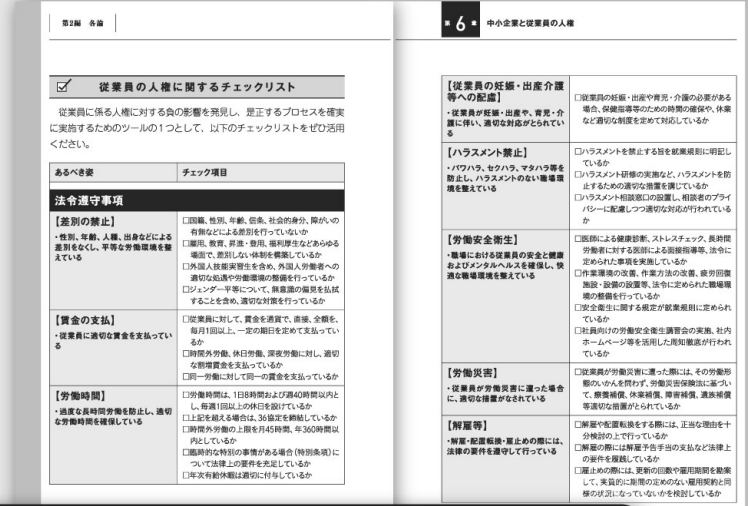 第2編 各論
従業員の人権に関するチェックリスト
従業員に係る人権に対する負の影響を発見し、是正するプロセスを確実
に実施するためのツールの1つとして、以下のチェックリストをぜひ活用
ください。
あるべき姿
チェック項目
法令遵守事項
【差別の禁止】
・性別、年齢、人種、出身などによる
差別をなくし、平等な労働環境を整
えている
□国籍、性別、年齢、信条、社会的身分、障がいの
有無などによる差別を行っていないか
□雇用、教育、昇進・登用、福利厚生などあらゆる
場面で、差別しない体制を構築しているか
□外国人技能実習生を含め、外国人労働者への
適切な処遇や労働環境の整備を行っているか
□ジェンダー平等について、無意識の偏見を払拭
することを含め、適切な対策を行っているか
【賃金の支払】
・従業員に適切な賃金を支払ってい
る
□従業員に対して、賃金を通貨で、直接、全額を、
毎月1回以上、一定の期日を定めて支払ってい
るか
□時間外労働、休日労働、深夜労働に対し、適切
な割増賃金を支払っているか
□同一労働に対して同一の賃金を支払っているか
【労働時間】
・過度な長時間労働を防止し、適切
な労働時間を確保している
□労働時間は、1日8時間および週40時間以内と
し、毎週1回以上の休日を設けているか
□上記を超える場合は、36協定を締結しているか
□時間外労働の上限を月45時間、年360時間以
内としているか
□臨時的な特別の事情がある場合（特別条項）に
ついて法律上の要件を充足しているか
□年次有給休暇は適切に付与しているか
第6章 中小企業と従業員の人権
【従業員の妊娠・出産介護
等への配慮】
・従業員が妊娠・出産や、育児・介
護に伴い、適切な対応がとられてい
る
□従業員の妊娠・出産や育児・介護の必要がある
場合、保健指導等のための時間の確保や、休業
など適切な制度を定めて対応しているか
【ハラスメント禁止】
・パワハラ、セクハラ、マタハラ等を
防止し、ハラスメントのない職場環
境を整えている
□ハラスメントを禁止する旨を就業規則に明記し
ているか
□ハラスメント研修の実施など、ハラスメントを防
止するための適切な措置を講じているか
□ハラスメント相談窓口の設置し、相談者のプライ
バシーに配慮しつつ適切な対応が行われている
か
【労働安全衛生】
・職場における従業員の安全と健康
およびメンタルヘルスを確保し、快
適な職場環境を整えている
□医師による健康診断、ストレスチェック、長時間
労働者に対する医師による面接指導等、法令に
定められた事項を実施しているか
□作業環境の改善、作業方法の改善、疲労回復
施設・設備の設置等、法令に定められた職場環
境の整備を行っているか
□安全衛生に関する規定が就業規則に定められ
ているか
□社員向けの労働安全衛生講習会の実施、社内
ホームページ等を活用した周知徹底が行われ
ているか
【労働災害】
・従業員が労働災害に遭った場合
に、適切な措置がなされている
□従業員が労働災害に遭った際には、その労働形
態のいかんを問わず、労働災害保険法に基づい
て、療養補償、休業補償、障害補償、遺族補償
等適切な措置がとられているか
【解雇等】
・解雇・配置転換・雇止めの際には、
法律の要件を遵守して行っている
□解雇や配置転換をする際には、正当な理由を十
分検討の上で行っているか
□解雇の際には解雇予告手当の支払など法律上
の要件を履践しているか
□雇止めの際には、更新の回数や雇用期間を勘案
して、実質的に期間の定めのない雇用契約と同
様の状況になっていないかを検討しているか